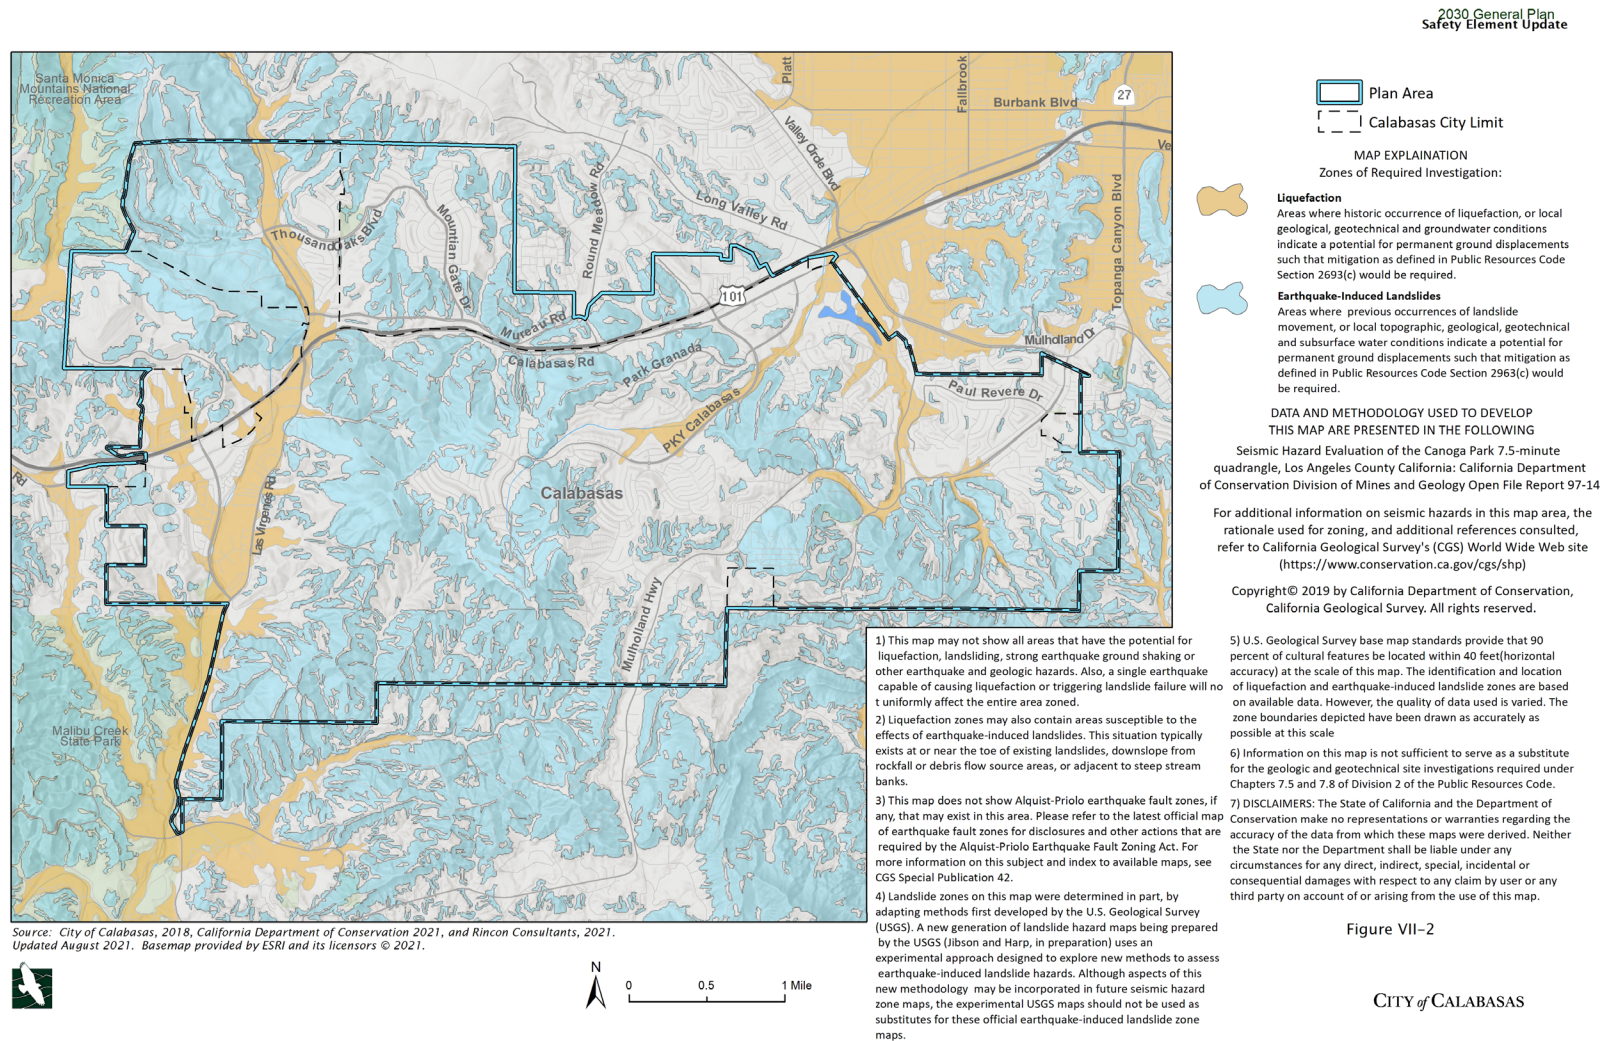 2030 General Plan
Safety Element Update
Santa Monica
Mountains National
Recreation Area
Platt
Fallbrook
27
Burbank Blvd
Valley Orde Blvd
Ve
Topanga Canyon Blvd
Long Valley Rd
Round Meadow Rd
Thousand Oaks Blvd
Mountian Gate Dr
101
Mureau Rd
Calabasas Rd
Park Granada
Mulholland Dr
Paul Revere Dr
PKY Calabasas
Rd
Calabasas
Las Virgenes Rd
Mulholland Hwy
Malibu Creek
State Park
Plan Area
Calabasas City Limit
MAP EXPLAINATION
Zones of Required Investigation:
Liquefaction
Areas where historic occurrence of liquefaction, or local
geological, geotechnical and groundwater conditions
indicate a potential for permanent ground displacements
such that mitigation as defined in Public Resources Code
Section 2693(c) would be required.
Earthquake-Induced Landslides
Areas where previous occurrences of landslide
movement, or local topographic, geological, geotechnical
and subsurface water conditions indicate a potential for
permanent ground displacements such that mitigation as
defined in Public Resources Code Section 2963(c) would
be required.
DATA AND METHODOLOGY USED TO DEVELOP
THIS MAP ARE PRESENTED IN THE FOLLOWING
Seismic Hazard Evaluation of the Canoga Park 7.5-minute
quadrangle, Los Angeles County California: California Department
of Conservation Division of Mines and Geology Open File Report 97-14
For additional information on seismic hazards in this map area, the
rationale used for zoning, and additional references consulted,
refer to California Geological Survey's (CGS) World Wide Web site
(https://www.conservation.ca.gov/cgs/shp)
Copyright© 2019 by California Department of Conservation,
California Geological Survey. All rights reserved.
1) This map may not show all areas that have the potential for
liquefaction, landsliding, strong earthquake ground shaking or
other earthquake and geologic hazards. Also, a single earthquake
capable of causing liquefaction or triggering landslide failure will no
t uniformly affect the entire area zoned.
2) Liquefaction zones may also contain areas susceptible to the
effects of earthquake-induced landslides. This situation typically
exists at or near the toe of existing landslides, downslope from
rockfall or debris flow source areas, or adjacent to steep stream
banks.
3) This map does not show Alquist-Priolo earthquake fault zones, if
any, that may exist in this area. Please refer to the latest official map
of earthquake fault zones for disclosures and other actions that are
required by the Alquist-Priolo Earthquake Fault Zoning Act. For
more information on this subject and index to available maps, see
CGS Special Publication 42.
4) Landslide zones on this map were determined in part, by
adapting methods first developed by the U.S. Geological Survey
(USGS). A new generation of landslide hazard maps being prepared
by the USGS (Jibson and Harp, in preparation) uses an
experimental approach designed to explore new methods to assess
earthquake-induced landslide hazards. Although aspects of this
new methodology may be incorporated in future seismic hazard
zone maps, the experimental USGS maps should not be used as
substitutes for these official earthquake-induced landslide zone
maps.
5) U.S. Geological Survey base map standards provide that 90
percent of cultural features be located within 40 feet(horizontal
accuracy) at the scale of this map. The identification and location
of liquefaction and earthquake-induced landslide zones are based
on available data. However, the quality of data used is varied. The
zone boundaries depicted have been drawn as accurately as
possible at this scale
6) Information on this map is not sufficient to serve as a substitute
for the geologic and geotechnical site investigations required under
Chapters 7.5 and 7.8 of Division 2 of the Public Resources Code.
7) DISCLAIMERS: The State of California and the Department of
Conservation make no representations or warranties regarding the
accuracy of the data from which these maps were derived. Neither
the State nor the Department shall be liable under any
circumstances for any direct, indirect, special, incidental or
consequential damages with respect to any claim by user or any
third party on account of or arising from the use of this map.
Source: City of Calabasas, 2018, California Department of Conservation 2021, and Rincon Consultants, 2021.
Updated August 2021. Basemap provided by ESRI and its licensors © 2021.
N
0 0.5 1 Mile
Figure VII-2
CITY of CALABASAS